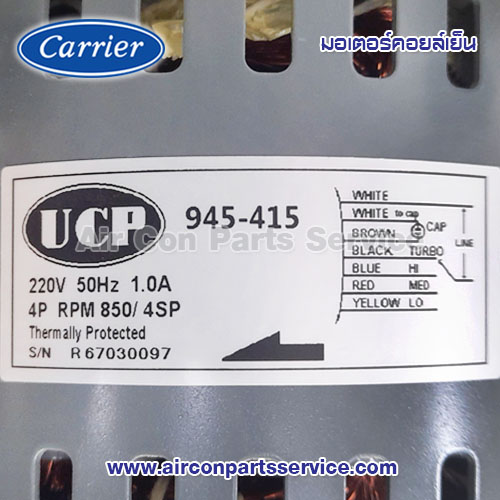 Carrier
มอเตอร์คอยล์เย็น
UCP
945-415
Air Con Parts Service
220V 50Hz 1.0A
4P RPM 850/ 4SP
Thermally Protected
S/N R 67030097
WHITE
WHITE to cap
BROWN CAP
BLACK TURBO
BLUE HI
RED MED
YELLOW LO
LINE
www.airconpartsservice.com